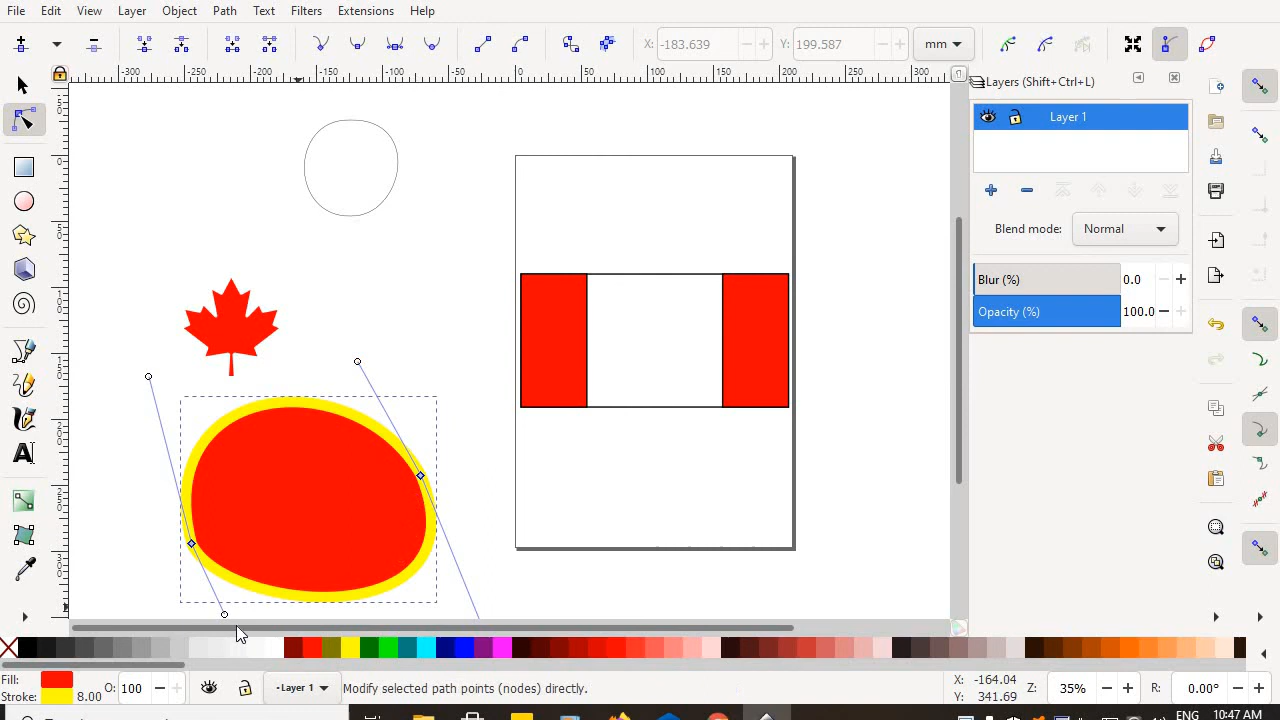 File Edit View Layer Object Path Text Filters Extensions Help
X: -183.639 Y: 199.587 mm
-300 -250 -200 -150 -100 -50 0 50 100 150 200 250 300
Layers (Shift+Ctrl+L)
Layer 1
Blend mode: Normal
Blur (%) 0.0
Opacity (%) 100.0
A
Fill:
Stroke: 8.00
O: 100
•Layer 1
Modify selected path points (nodes) directly.
X: -164.04
Y: 341.69
Z: 35%
R: 0.00°
ENG 10:47 AM